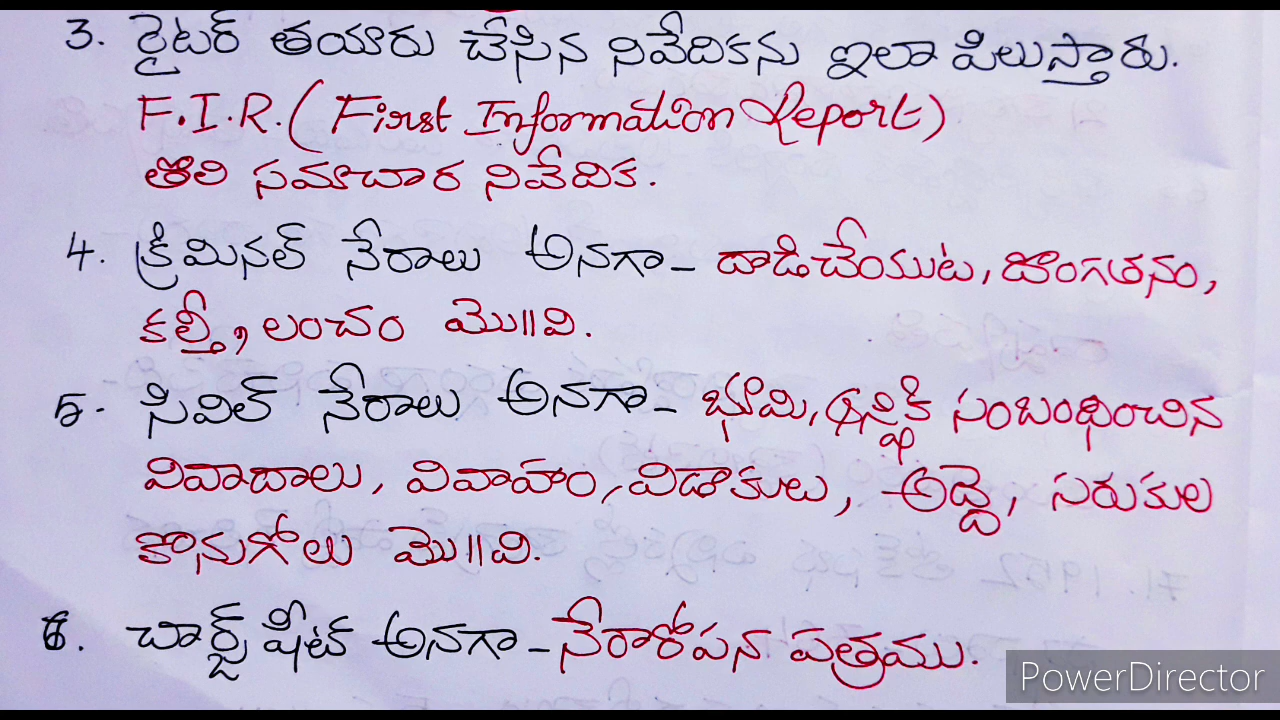 3. రైటర్ తయారు చేసిన నివేదికను ఇలా పిలుస్తారు.
F.I.R. (First Information Report)
తొలి సమాచార నివేదిక.
4. క్రిమినల్ నేరాలు అనగా – దాడిచేయుట, దొంగతనం,
కల్తీ, లంచం మొ॥వి.
5. సివిల్ నేరాలు అనగా – భూమి, ఆస్థికి సంబంధించిన
వివాదాలు, వివాహం, విడాకులు, అద్దె, సరుకుల
కొనుగోలు మొ॥వి.
6. చార్జ్ షీట్ అనగా – నేరారోపన పత్రము.
PowerDirector